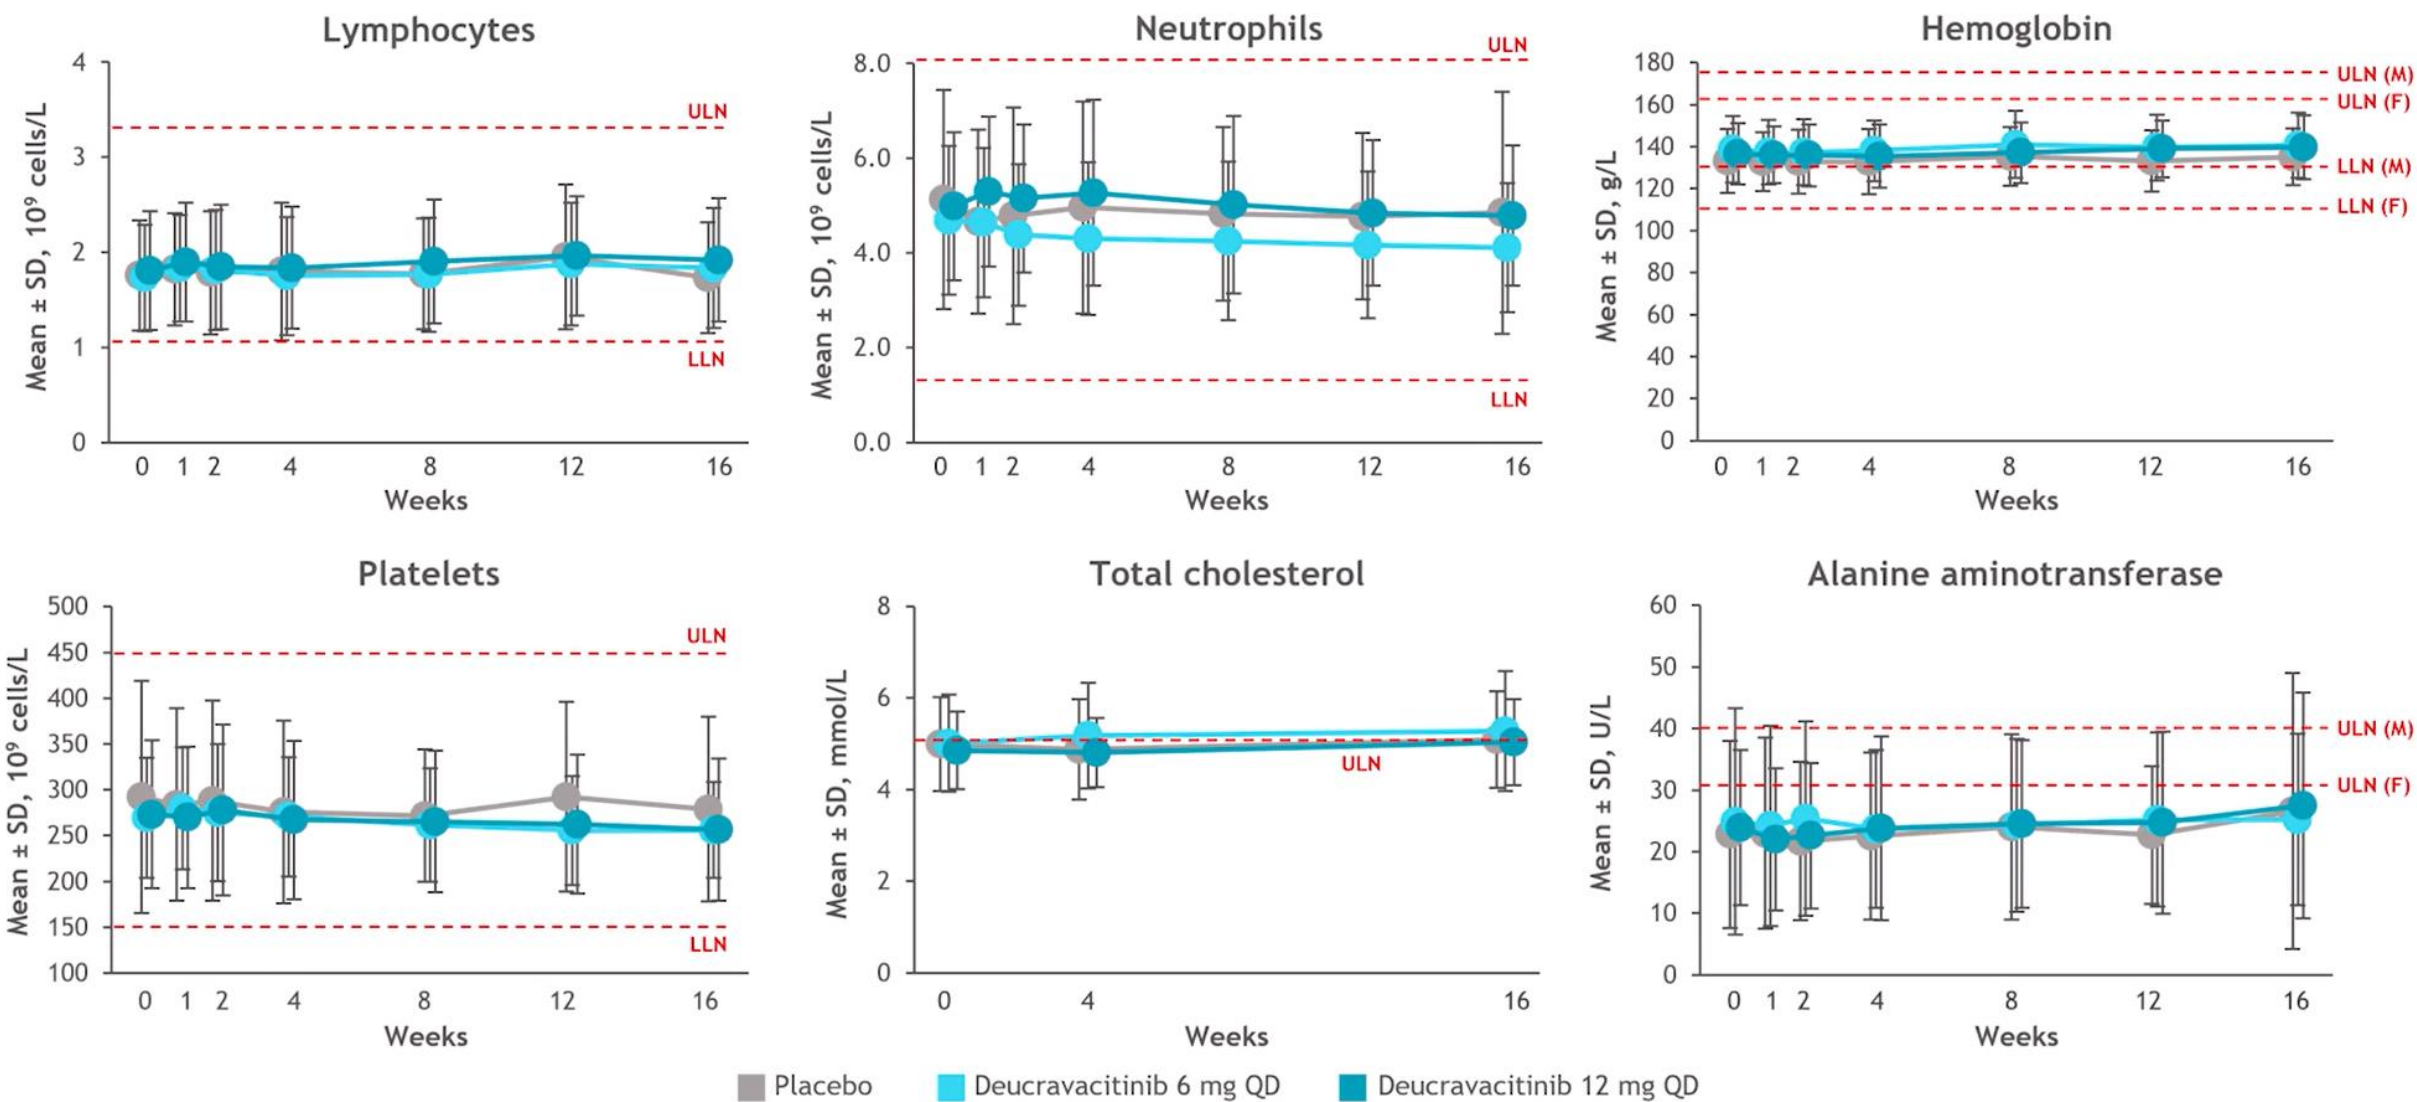 Lymphocytes
Mean ± SD, 10⁹ cells/L
4
3
2
1
0
ULN
LLN
0 1 2 4 8 12 16
Weeks
Neutrophils
Mean ± SD, 10⁹ cells/L
8.0
6.0
4.0
2.0
0.0
ULN
LLN
0 1 2 4 8 12 16
Weeks
Hemoglobin
Mean ± SD, g/L
180
160
140
120
100
80
60
40
20
0
ULN (M)
ULN (F)
LLN (M)
LLN (F)
0 1 2 4 8 12 16
Weeks
Platelets
Mean ± SD, 10⁹ cells/L
500
450
400
350
300
250
200
150
100
ULN
LLN
0 1 2 4 8 12 16
Weeks
Total cholesterol
Mean ± SD, mmol/L
8
6
4
2
0
ULN
0 4 16
Weeks
Alanine aminotransferase
Mean ± SD, U/L
60
50
40
30
20
10
0
ULN (M)
ULN (F)
0 1 2 4 8 12 16
Weeks
Placebo
Deucravacitinib 6 mg QD
Deucravacitinib 12 mg QD